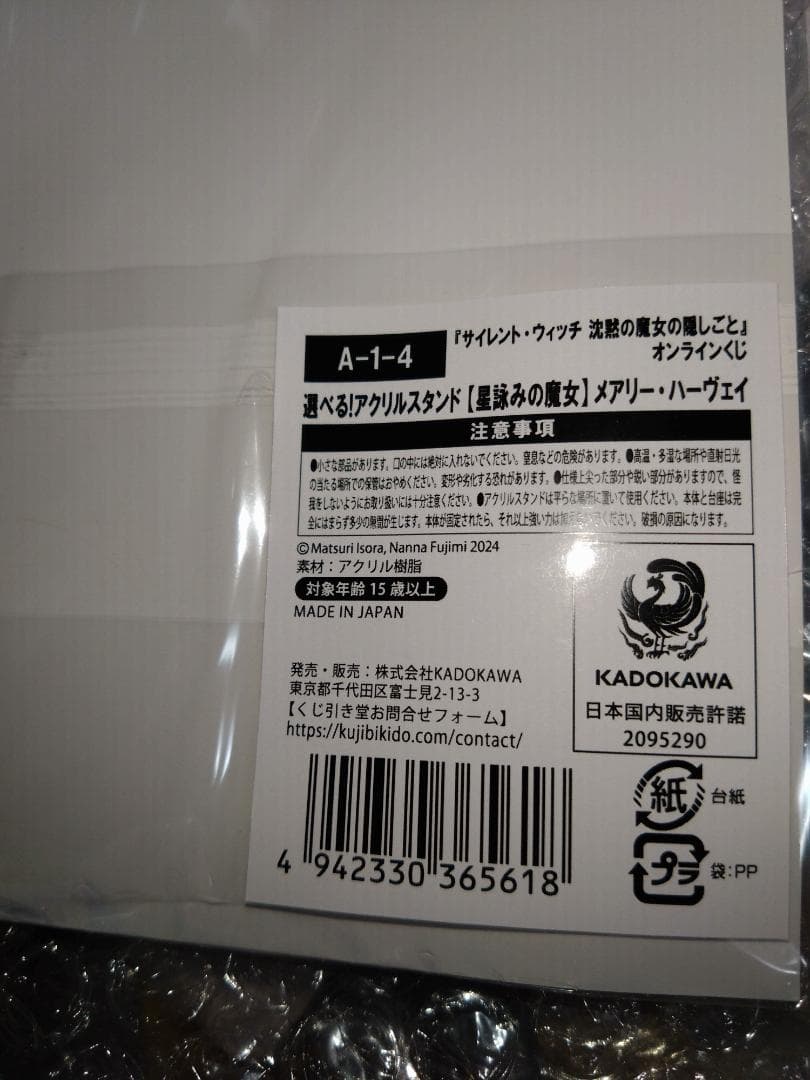 A-1-4
『サイレント・ウィッチ 沈黙の魔女の隠しごと』
オンラインくじ
選べる!アクリルスタンド【星詠みの魔女】メアリー・ハーヴェイ
注意事項
●小さな部品があります。口の中には絶対に入れないでください。窒息などの危険があります。●高温・多湿な場所や直射日光
の当たる場所での保管はおやめください。変形や劣化する恐れがあります。●仕様上尖った部分や鋭い部分がありますので、怪
我をしないようにお取り扱いには十分注意ください。●アクリルスタンドは平らな場所に置いて使用ください。本体と台座は完
全にはまらず多少の隙間が生じます。本体が固定されたら、それ以上強い力は加えないでください。破損の原因になります。
©Matsuri Isora, Nanna Fujimi 2024
素材:アクリル樹脂
対象年齢 15 歳以上
MADE IN JAPAN
発売・販売:株式会社KADOKAWA
東京都千代田区富士見2-13-3
【くじ引き堂お問合せフォーム】
https://kujibikido.com/contact/
4 942330 365618
KADOKAWA
日本国内販売許諾
2095290
紙 台紙
プラ 袋:PP